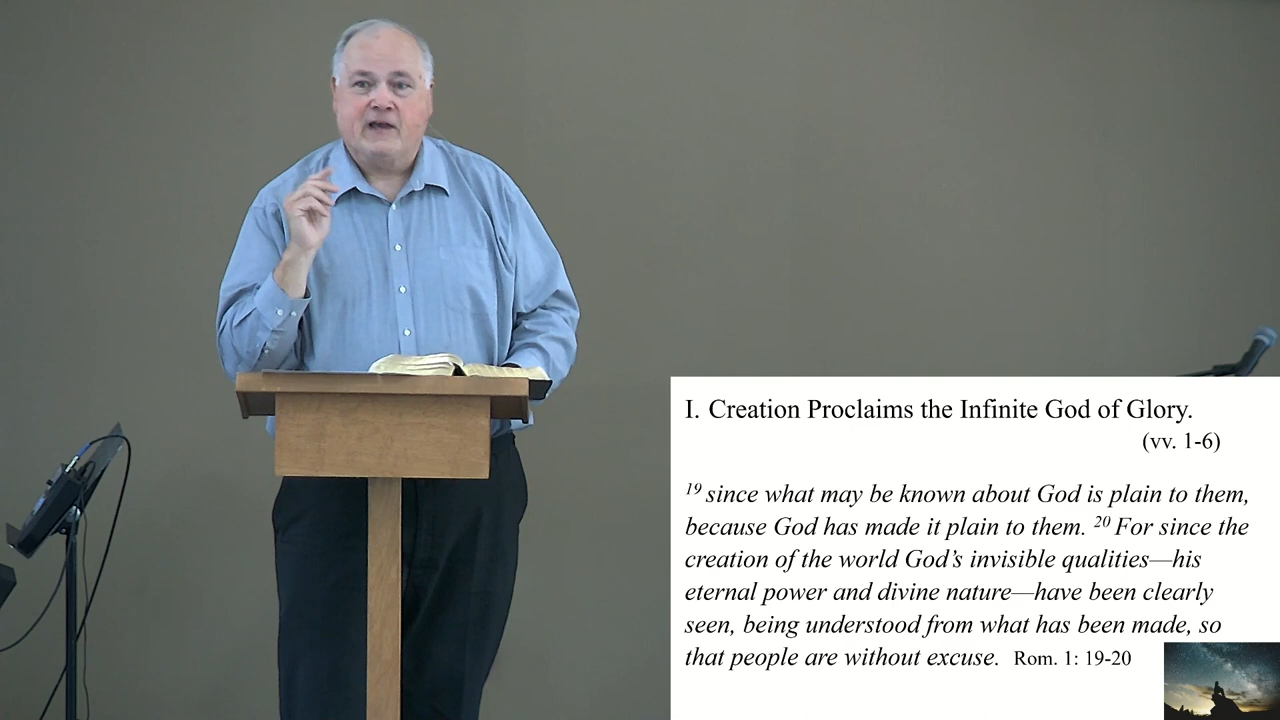 I. Creation Proclaims the Infinite God of Glory.
(vv. 1-6)
19 since what may be known about God is plain to them,
because God has made it plain to them. 20 For since the
creation of the world God’s invisible qualities—his
eternal power and divine nature—have been clearly
seen, being understood from what has been made, so
that people are without excuse. Rom. 1: 19-20